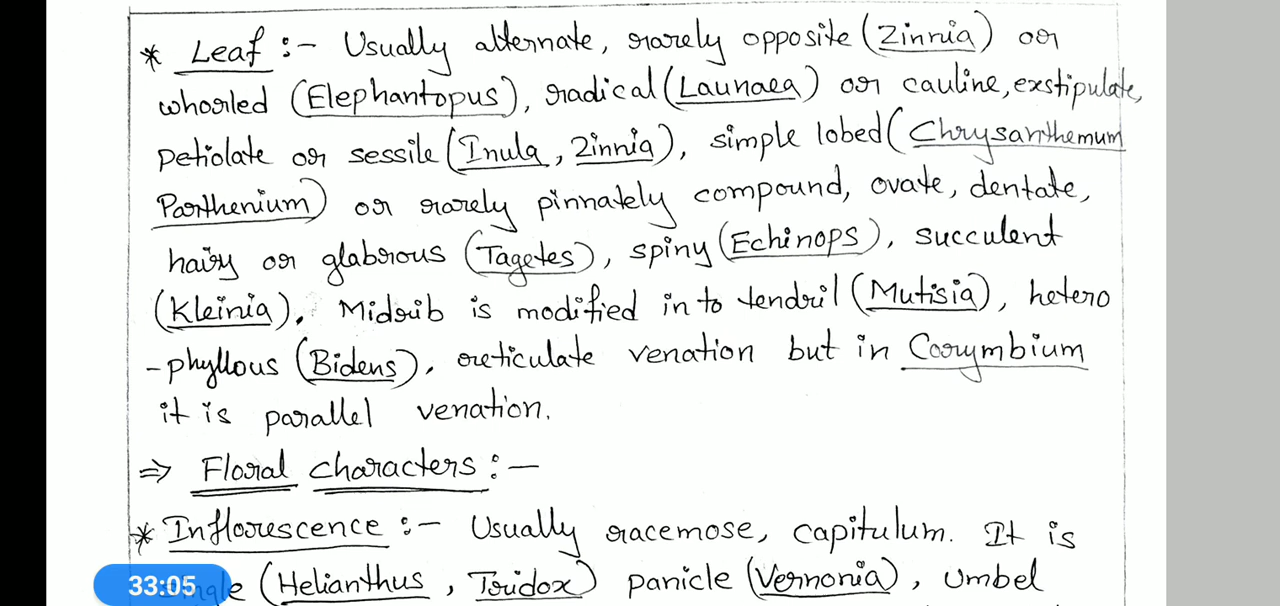 * Leaf :- Usually alternate, rarely opposite (Zinnia) or
whorled (Elephantopus), radical (Launaea) or cauline, exstipulate,
petiolate or sessile (Inula, Zinnia), simple lobed (Chrysanthemum
Parthenium) or rarely pinnately compound, ovate, dentate,
hairy or glabrous (Tagetes), spiny (Echinops), succulent
(Kleinia). Midrib is modified in to tendril (Mutisia), hetero
-phyllous (Bidens), reticulate venation but in Corymbium
it is parallel venation.
⇒ Floral characters :-
* Inflorescence :- Usually racemose, capitulum. It is
33:05 (Helianthus, Tridox) panicle (Vernonia), Umbel